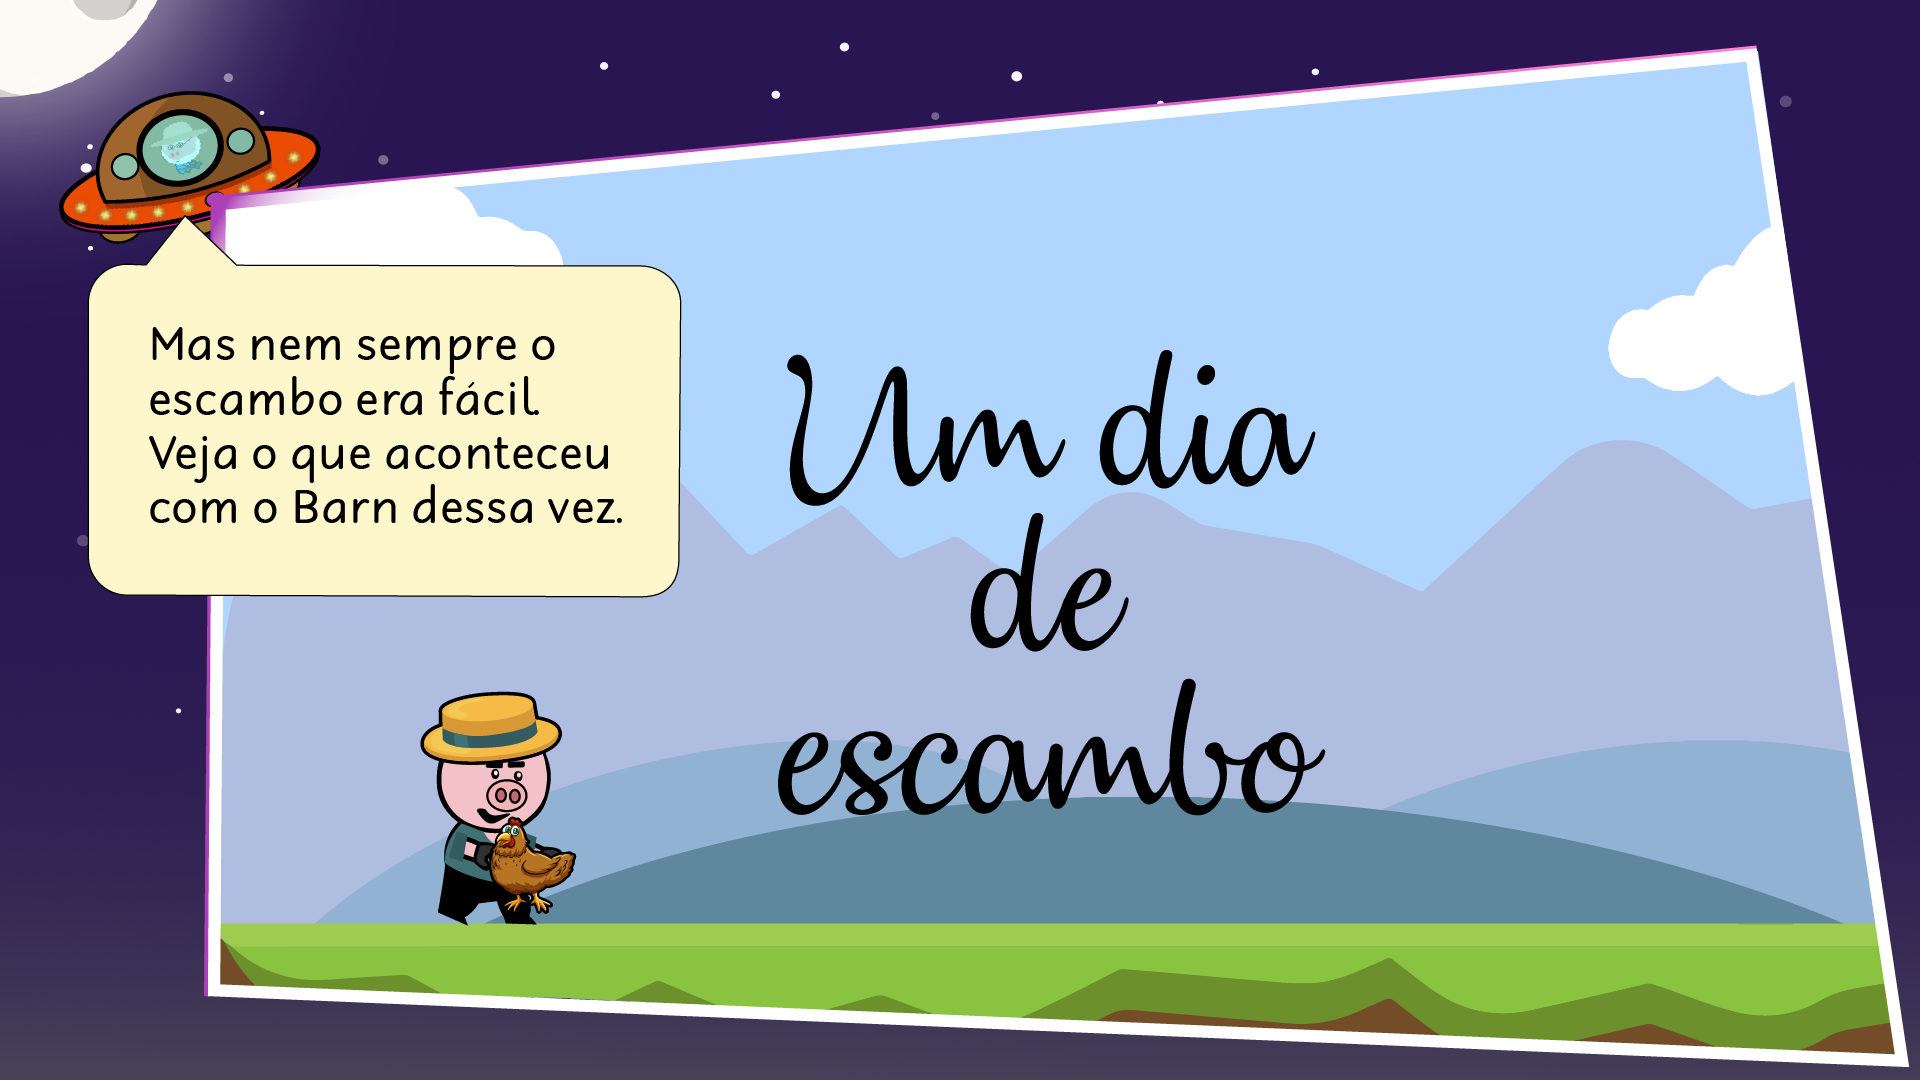 Mas nem sempre o
escambo era fácil.
Veja o que aconteceu
com o Barn dessa vez.
Um dia
de
escambo